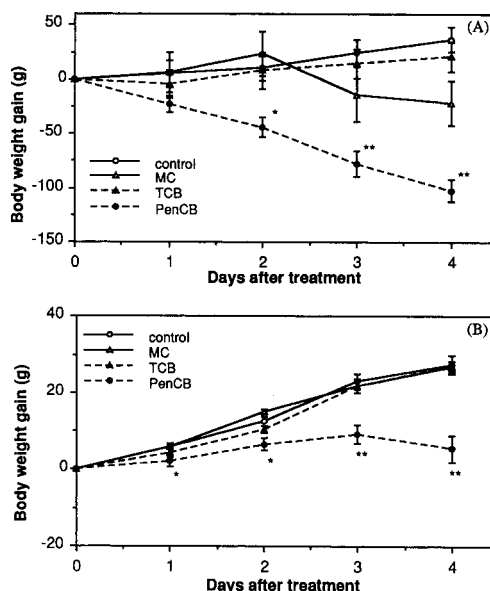 (A)
Body weight gain (g)
50
0
-50
-100
-150
control
MC
TCB
PenCB
*
**
**
0 1 2 3 4
Days after treatment
(B)
Body weight gain (g)
40
20
0
-20
control
MC
TCB
PenCB
*
*
**
**
0 1 2 3 4
Days after treatment